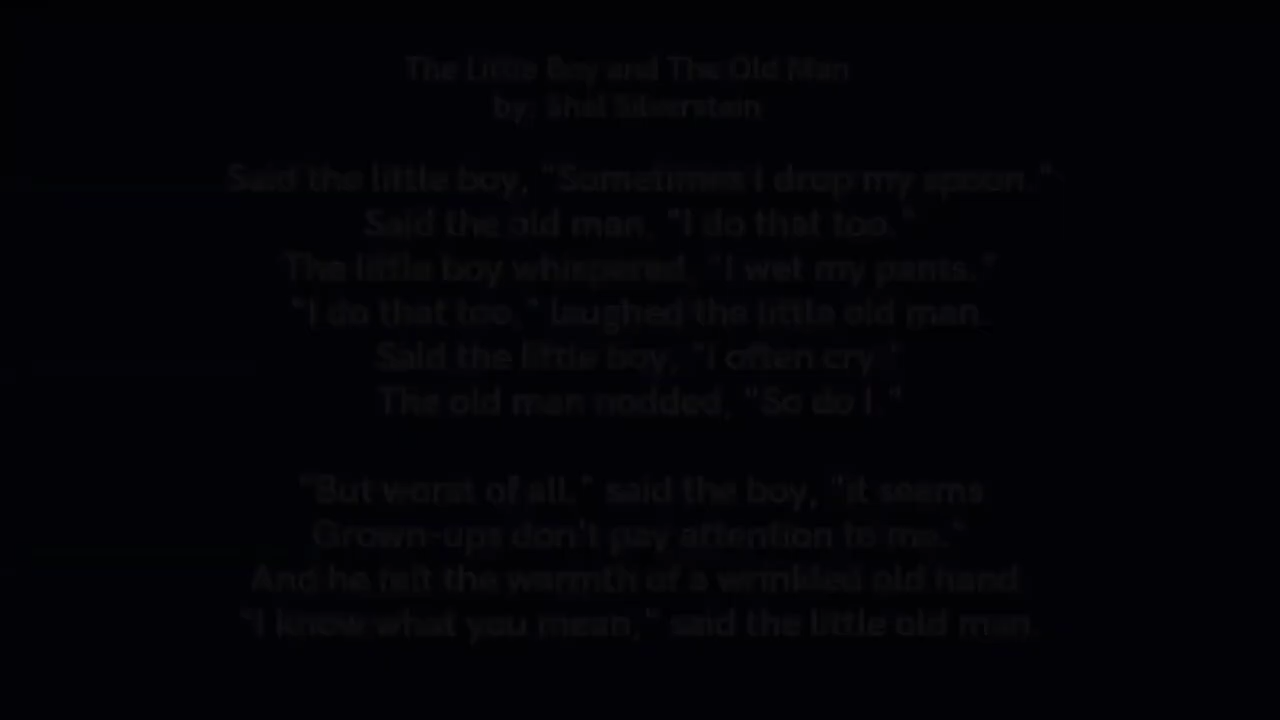 The Little Boy and The Old Man
by: Shel Silverstein
Said the little boy, "Sometimes I drop my spoon."
Said the old man, "I do that too."
The little boy whispered, "I wet my pants."
"I do that too," laughed the little old man.
Said the little boy, "I often cry."
The old man nodded, "So do I."
"But worst of all," said the boy, "it seems
Grown-ups don't pay attention to me."
And he felt the warmth of a wrinkled old hand.
"I know what you mean," said the little old man.